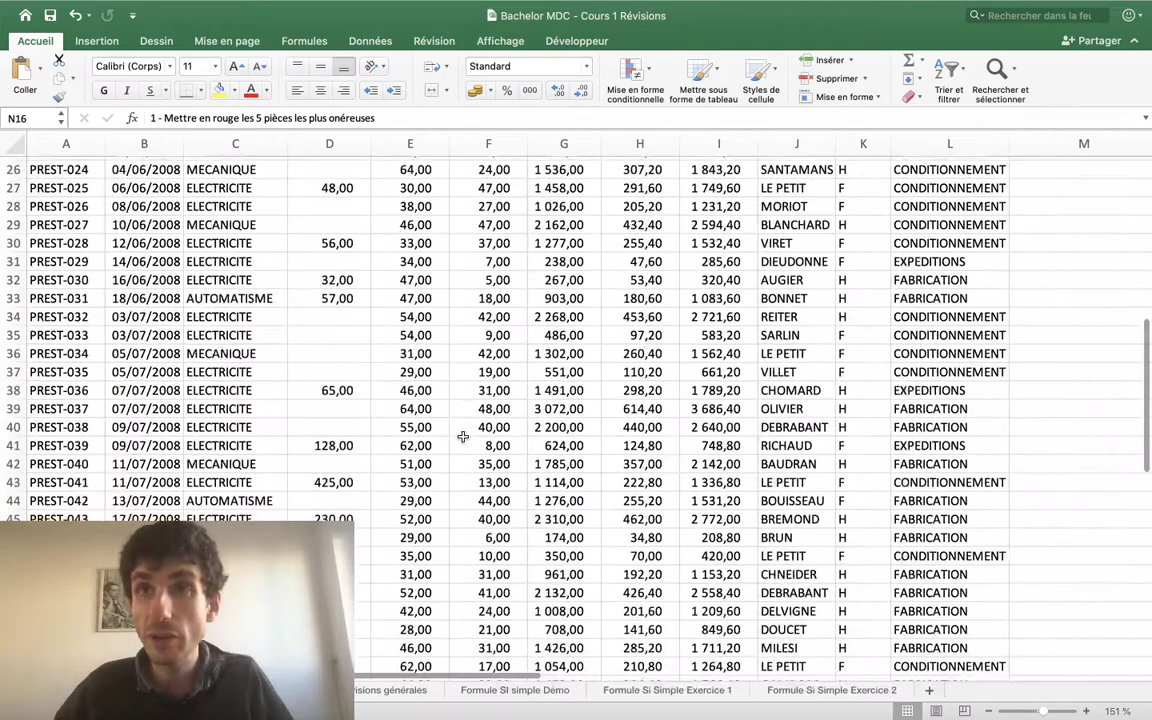 Bachelor MDC - Cours 1 Révisions
Rechercher dans la feu
Accueil Insertion Dessin Mise en page Formules Données Révision Affichage Développeur
Partager
Coller
Calibri (Corps) 11
G I S
Standard
% 000
Mise en forme conditionnelle
Mettre sous forme de tableau
Styles de cellule
Insérer
Supprimer
Mise en forme
Trier et filtrer
Rechercher et sélectionner
N16 fx 1 - Mettre en rouge les 5 pièces les plus onéreuses
A B C D E F G H I J K L M
26 PREST-024 04/06/2008 MECANIQUE 64,00 24,00 1 536,00 307,20 1 843,20 SANTAMANS H CONDITIONNEMENT
27 PREST-025 06/06/2008 ELECTRICITE 48,00 30,00 47,00 1 458,00 291,60 1 749,60 LE PETIT F CONDITIONNEMENT
28 PREST-026 08/06/2008 ELECTRICITE 38,00 27,00 1 026,00 205,20 1 231,20 MORIOT F CONDITIONNEMENT
29 PREST-027 10/06/2008 MECANIQUE 46,00 47,00 2 162,00 432,40 2 594,40 BLANCHARD H CONDITIONNEMENT
30 PREST-028 12/06/2008 ELECTRICITE 56,00 33,00 37,00 1 277,00 255,40 1 532,40 VIRET F CONDITIONNEMENT
31 PREST-029 14/06/2008 ELECTRICITE 34,00 7,00 238,00 47,60 285,60 DIEUDONNE F EXPEDITIONS
32 PREST-030 16/06/2008 ELECTRICITE 32,00 47,00 5,00 267,00 53,40 320,40 AUGIER H FABRICATION
33 PREST-031 18/06/2008 AUTOMATISME 57,00 47,00 18,00 903,00 180,60 1 083,60 BONNET H FABRICATION
34 PREST-032 03/07/2008 ELECTRICITE 54,00 42,00 2 268,00 453,60 2 721,60 REITER H CONDITIONNEMENT
35 PREST-033 03/07/2008 ELECTRICITE 54,00 9,00 486,00 97,20 583,20 SARLIN F CONDITIONNEMENT
36 PREST-034 05/07/2008 MECANIQUE 31,00 42,00 1 302,00 260,40 1 562,40 LE PETIT F CONDITIONNEMENT
37 PREST-035 05/07/2008 ELECTRICITE 29,00 19,00 551,00 110,20 661,20 VILLET F CONDITIONNEMENT
38 PREST-036 07/07/2008 ELECTRICITE 65,00 46,00 31,00 1 491,00 298,20 1 789,20 CHOMARD H EXPEDITIONS
39 PREST-037 07/07/2008 ELECTRICITE 64,00 48,00 3 072,00 614,40 3 686,40 OLIVIER H FABRICATION
40 PREST-038 09/07/2008 ELECTRICITE 55,00 40,00 2 200,00 440,00 2 640,00 DEBRABANT H FABRICATION
41 PREST-039 09/07/2008 ELECTRICITE 128,00 62,00 8,00 624,00 124,80 748,80 RICHAUD F EXPEDITIONS
42 PREST-040 11/07/2008 MECANIQUE 51,00 35,00 1 785,00 357,00 2 142,00 BAUDRAN H FABRICATION
43 PREST-041 11/07/2008 ELECTRICITE 425,00 53,00 13,00 1 114,00 222,80 1 336,80 LE PETIT F CONDITIONNEMENT
44 PREST-042 13/07/2008 AUTOMATISME 29,00 44,00 1 276,00 255,20 1 531,20 BOUISSEAU F FABRICATION
45 PREST-043 17/07/2008 ELECTRICITE 230,00 52,00 40,00 2 310,00 462,00 2 772,00 BREMOND H FABRICATION
29,00 6,00 174,00 34,80 208,80 BRUN H FABRICATION
35,00 10,00 350,00 70,00 420,00 LE PETIT F CONDITIONNEMENT
31,00 31,00 961,00 192,20 1 153,20 CHNEIDER H FABRICATION
52,00 41,00 2 132,00 426,40 2 558,40 DEBRABANT H FABRICATION
42,00 24,00 1 008,00 201,60 1 209,60 DELVIGNE H FABRICATION
28,00 21,00 708,00 141,60 849,60 DOUCET H FABRICATION
46,00 31,00 1 426,00 285,20 1 711,20 MILESI H FABRICATION
62,00 17,00 1 054,00 210,80 1 264,80 LE PETIT F CONDITIONNEMENT
visions générales Formule SI simple Démo Formule Si Simple Exercice 1 Formule Si Simple Exercice 2
151 %